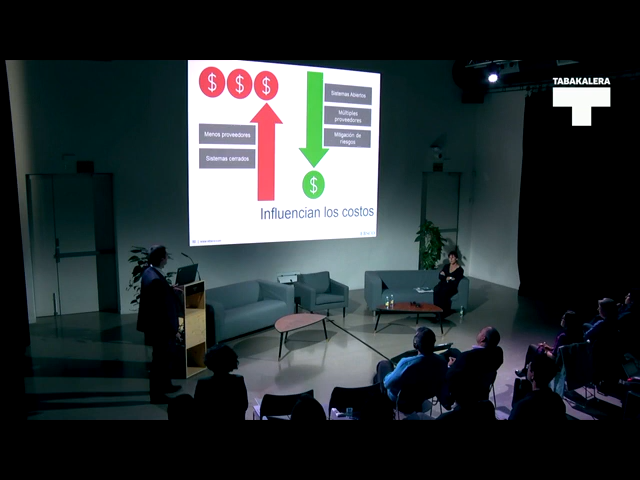 TABAKALERA
T
$ $ $
Menos proveedores
Sistemas cerrados
Sistemas Abiertos
Múltiples
proveedores
Mitigación de
riesgos
$
Influencian los costos